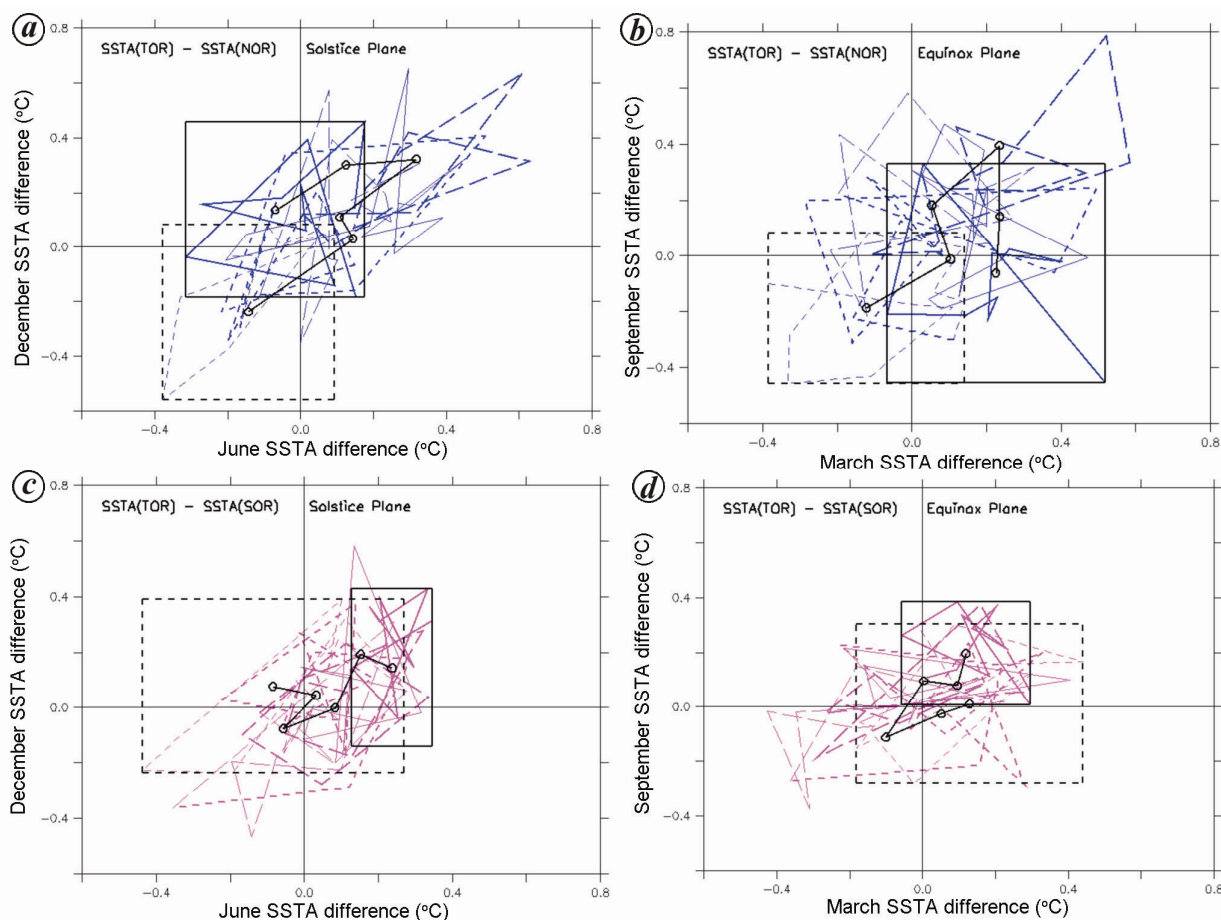 a
SSTA(TOR) – SSTA(NOR) Solstice Plane
December SSTA difference (°C)
0.8
0.4
0.0
−0.4
−0.4 0.0 0.4 0.8
June SSTA difference (°C)
b
SSTA(TOR) – SSTA(NOR) Equinox Plane
September SSTA difference (°C)
0.8
0.4
0.0
−0.4
−0.4 0.0 0.4 0.8
March SSTA difference (°C)
c
SSTA(TOR) – SSTA(SOR) Solstice Plane
December SSTA difference (°C)
0.8
0.4
0.0
−0.4
−0.4 0.0 0.4 0.8
June SSTA difference (°C)
d
SSTA(TOR) – SSTA(SOR) Equinox Plane
September SSTA difference (°C)
0.8
0.4
0.0
−0.4
−0.4 0.0 0.4 0.8
March SSTA difference (°C)